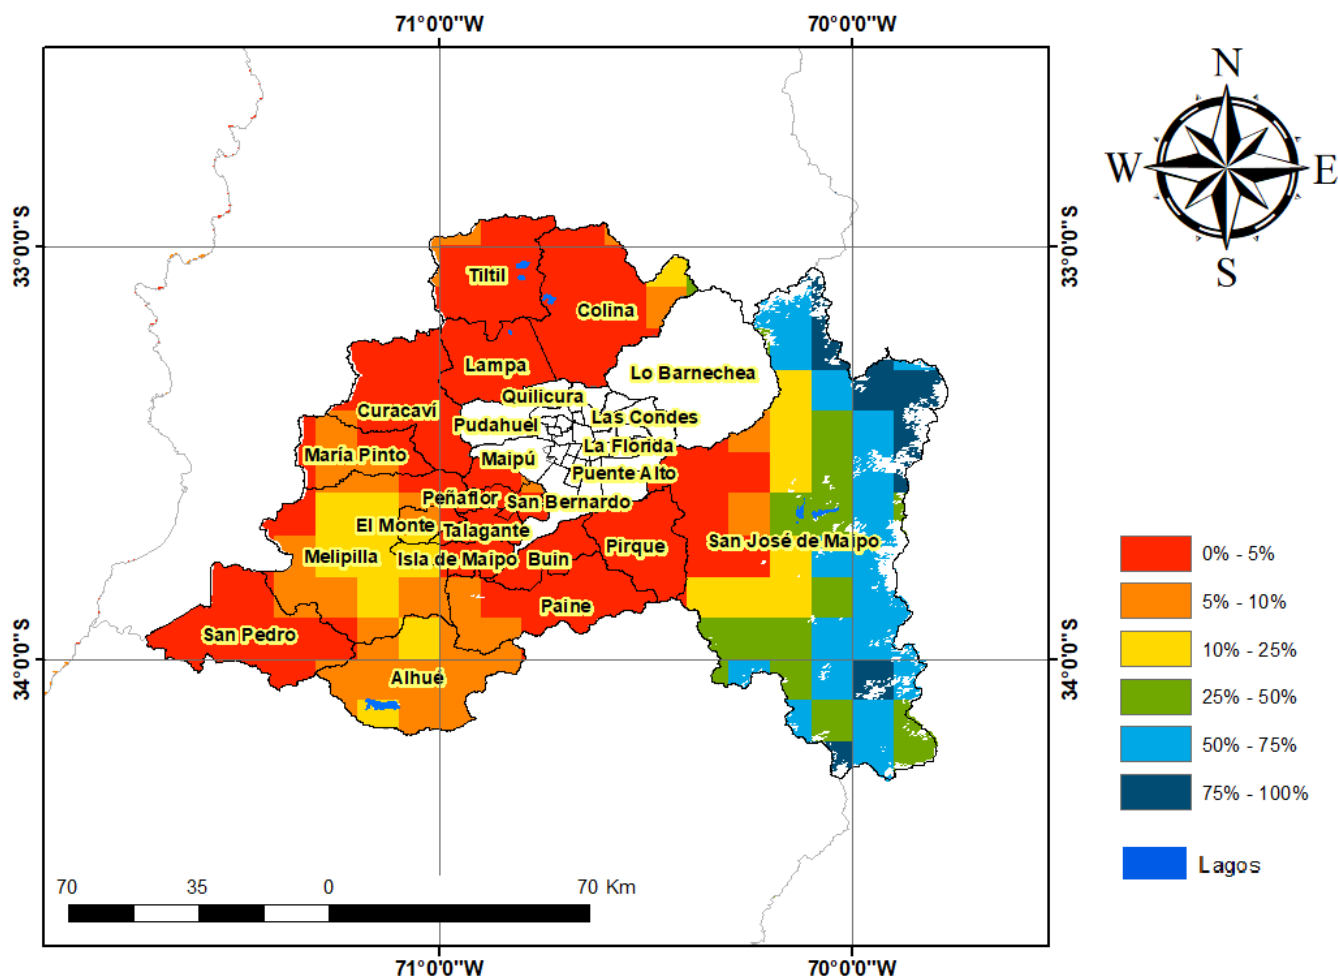 71°0'0"W
70°0'0"W
N
W
E
S
33°0'0"S
33°0'0"S
Tiltil
Colina
Lampa
Lo Barnechea
Quilicura
Curacaví
Las Condes
Pudahuel
La Florida
María Pinto
Maipú
Puente Alto
Peñaflor
San Bernardo
El Monte
Talagante
San José de Maipo
Pirque
Melipilla
Isla de Maipo
Buin
Paine
San Pedro
Alhué
34°0'0"S
34°0'0"S
0% - 5%
5% - 10%
10% - 25%
25% - 50%
50% - 75%
75% - 100%
Lagos
70 35 0 70 Km
71°0'0"W
70°0'0"W